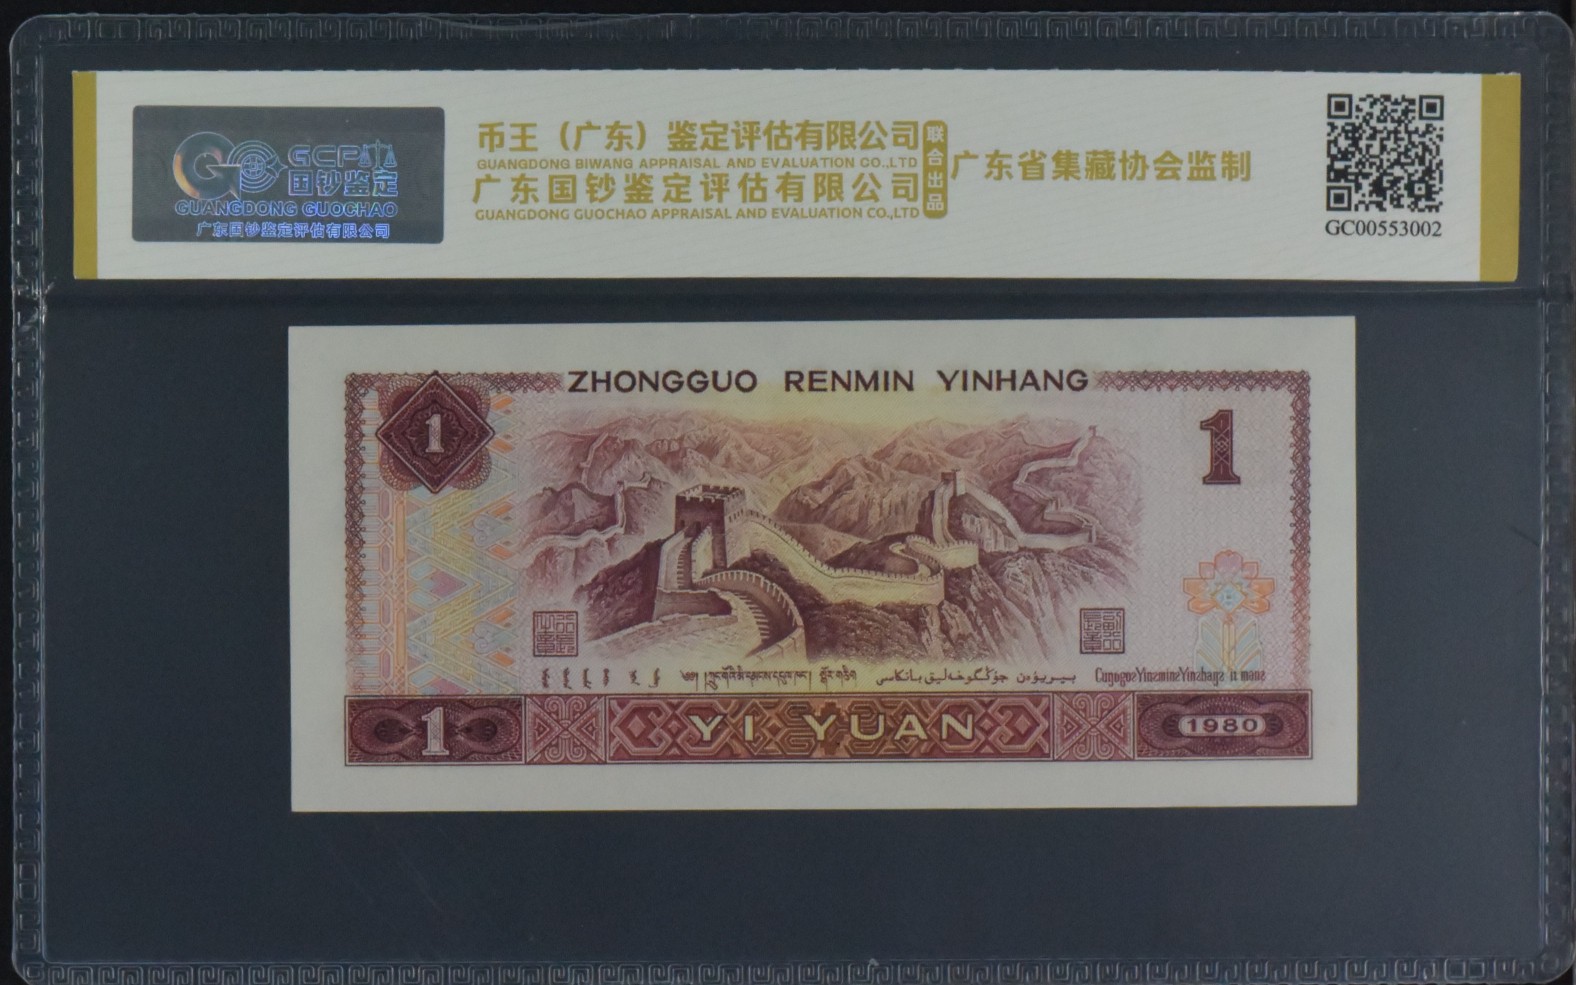 GCP
国钞鉴定
GUANGDONG GUOCHAO
广东国钞鉴定评估有限公司
币王（广东）鉴定评估有限公司
GUANGDONG BIWANG APPRAISAL AND EVALUATION CO.,LTD
广东国钞鉴定评估有限公司
GUANGDONG GUOCHAO APPRAISAL AND EVALUATION CO.,LTD
联合出品
广东省集藏协会监制
GC00553002
ZHONGGUO RENMIN YINHANG
1
1
1
YI YUAN
1980